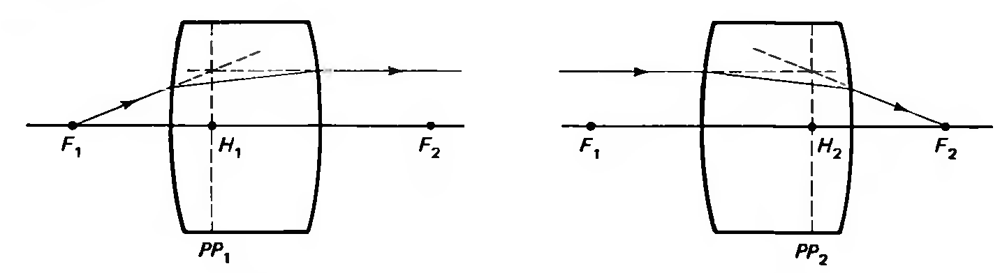 F₁ H₁ F₂
PP₁
F₁ H₂ F₂
PP₂